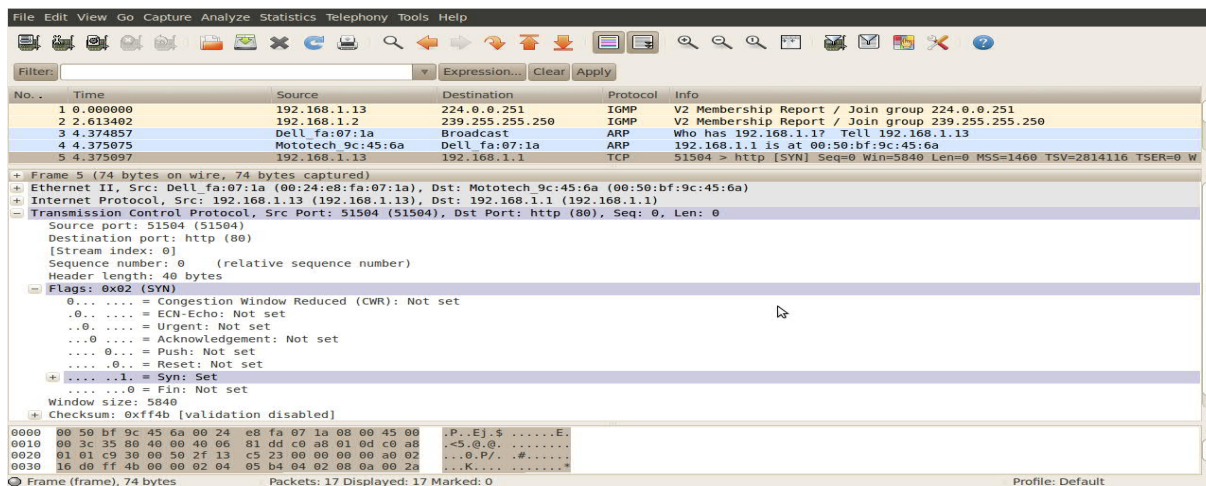 File Edit View Go Capture Analyze Statistics Telephony Tools Help
Filter: Expression... Clear Apply
No. . Time Source Destination Protocol Info
1 0.000000 192.168.1.13 224.0.0.251 IGMP V2 Membership Report / Join group 224.0.0.251
2 2.613402 192.168.1.2 239.255.255.250 IGMP V2 Membership Report / Join group 239.255.255.250
3 4.374857 Dell_fa:07:1a Broadcast ARP Who has 192.168.1.1? Tell 192.168.1.13
4 4.375075 Mototech_9c:45:6a Dell_fa:07:1a ARP 192.168.1.1 is at 00:50:bf:9c:45:6a
5 4.375097 192.168.1.13 192.168.1.1 TCP 51504 > http [SYN] Seq=0 Win=5840 Len=0 MSS=1460 TSV=2814116 TSER=0 W
Frame 5 (74 bytes on wire, 74 bytes captured)
Ethernet II, Src: Dell_fa:07:1a (00:24:e8:fa:07:1a), Dst: Mototech_9c:45:6a (00:50:bf:9c:45:6a)
Internet Protocol, Src: 192.168.1.13 (192.168.1.13), Dst: 192.168.1.1 (192.168.1.1)
Transmission Control Protocol, Src Port: 51504 (51504), Dst Port: http (80), Seq: 0, Len: 0
Source port: 51504 (51504)
Destination port: http (80)
[Stream index: 0]
Sequence number: 0 (relative sequence number)
Header length: 40 bytes
Flags: 0x02 (SYN)
0... .... = Congestion Window Reduced (CWR): Not set
.0.. .... = ECN-Echo: Not set
..0. .... = Urgent: Not set
...0 .... = Acknowledgement: Not set
.... 0... = Push: Not set
.... .0.. = Reset: Not set
.... ..1. = Syn: Set
.... ...0 = Fin: Not set
Window size: 5840
Checksum: 0xff4b [validation disabled]
0000 00 50 bf 9c 45 6a 00 24 e8 fa 07 1a 08 00 45 00 .P..Ej.$ ......E.
0010 00 3c 35 80 40 00 40 06 81 dd c0 a8 01 0d c0 a8 .<5.@.@. ........
0020 01 01 c9 30 00 50 2f 13 c5 23 00 00 00 00 a0 02 ...0.P/. .#......
0030 16 d0 ff 4b 00 00 02 04 05 b4 04 02 08 0a 00 2a ...K.... .......*
Frame (frame), 74 bytes Packets: 17 Displayed: 17 Marked: 0 Profile: Default